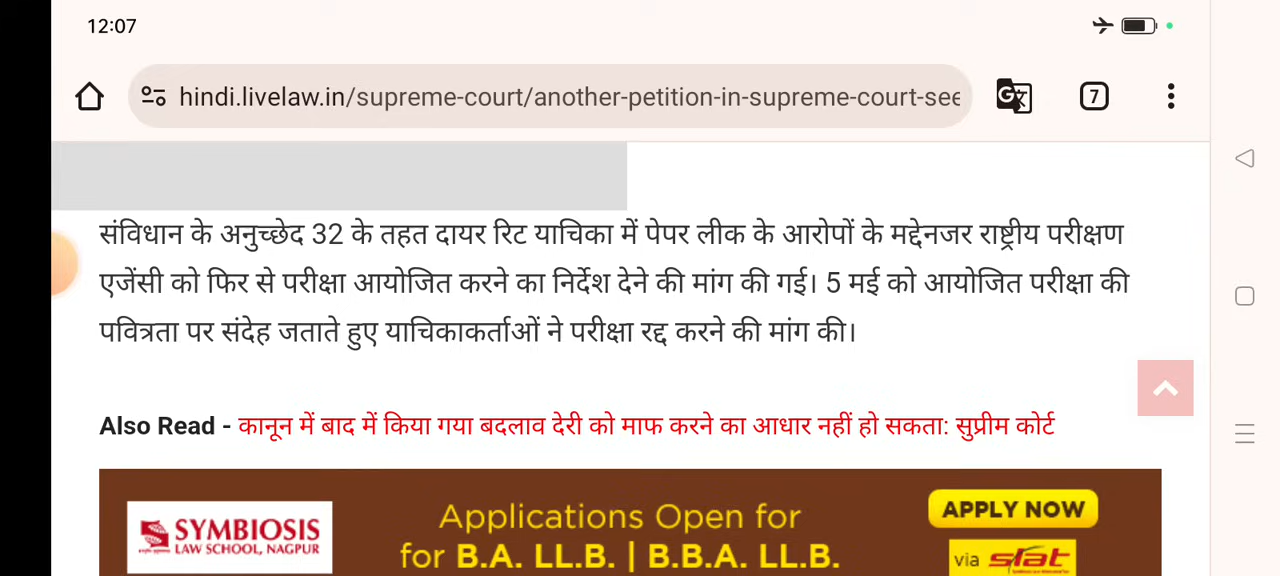 12:07
hindi.livelaw.in/supreme-court/another-petition-in-supreme-court-see
7
संविधान के अनुच्छेद 32 के तहत दायर रिट याचिका में पेपर लीक के आरोपों के मद्देनजर राष्ट्रीय परीक्षण
एजेंसी को फिर से परीक्षा आयोजित करने का निर्देश देने की मांग की गई। 5 मई को आयोजित परीक्षा की
पवित्रता पर संदेह जताते हुए याचिकाकर्ताओं ने परीक्षा रद्द करने की मांग की।
Also Read - कानून में बाद में किया गया बदलाव देरी को माफ करने का आधार नहीं हो सकता: सुप्रीम कोर्ट
SYMBIOSIS
LAW SCHOOL, NAGPUR
Applications Open for
for B.A. LL.B. | B.B.A. LL.B.
APPLY NOW
via slat